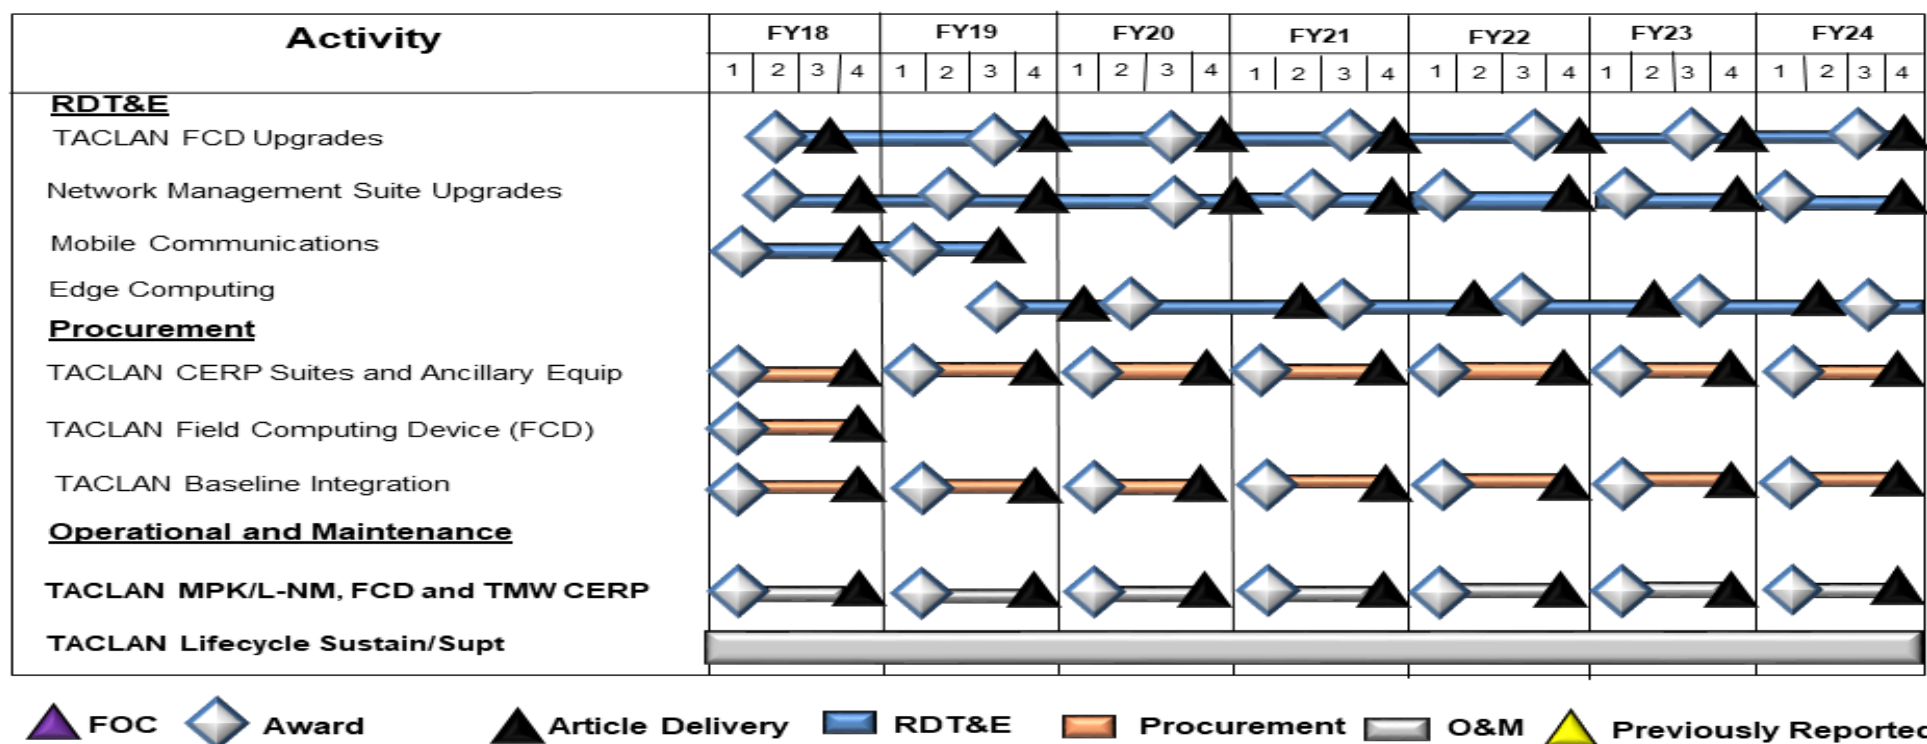 Activity FY18 FY19 FY20 FY21 FY22 FY23 FY24
1 2 3 4 1 2 3 4 1 2 3 4 1 2 3 4 1 2 3 4 1 2 3 4 1 2 3 4
RDT&E
TACLAN FCD Upgrades
Network Management Suite Upgrades
Mobile Communications
Edge Computing
Procurement
TACLAN CERP Suites and Ancillary Equip
TACLAN Field Computing Device (FCD)
TACLAN Baseline Integration
Operational and Maintenance
TACLAN MPK/L-NM, FCD and TMW CERP
TACLAN Lifecycle Sustain/Supt
FOC Award Article Delivery RDT&E Procurement O&M Previously Reported